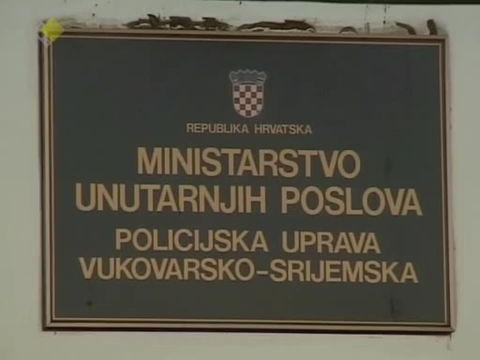 REPUBLIKA HRVATSKA
MINISTARSTVO
UNUTARNJIH POSLOVA
POLICIJSKA UPRAVA
VUKOVARSKO-SRIJEMSKA